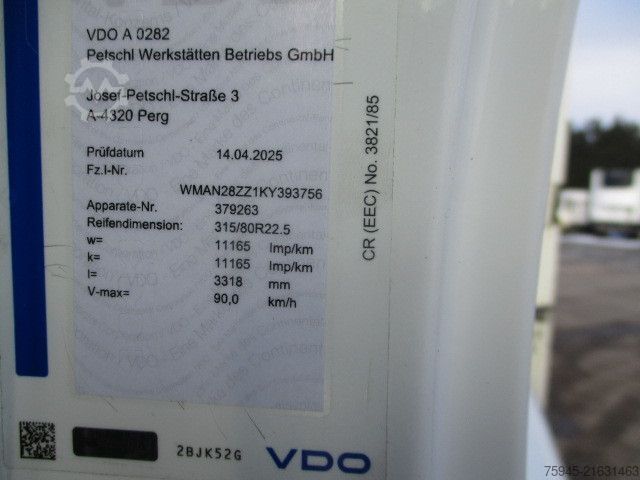 VDO A 0282
Petschl Werkstätten Betriebs GmbH
Josef-Petschl-Straße 3
A-4320 Perg
Prüfdatum 14.04.2025
Fz.I-Nr.
WMAN28ZZ1KY393756
Apparate-Nr. 379263
Reifendimension: 315/80R22.5
w= 11165 Imp/km
k= 11165 Imp/km
l= 3318 mm
V-max= 90,0 km/h
CR (EEC) No. 3821/85
2BJK52G VDO
75945-21631463